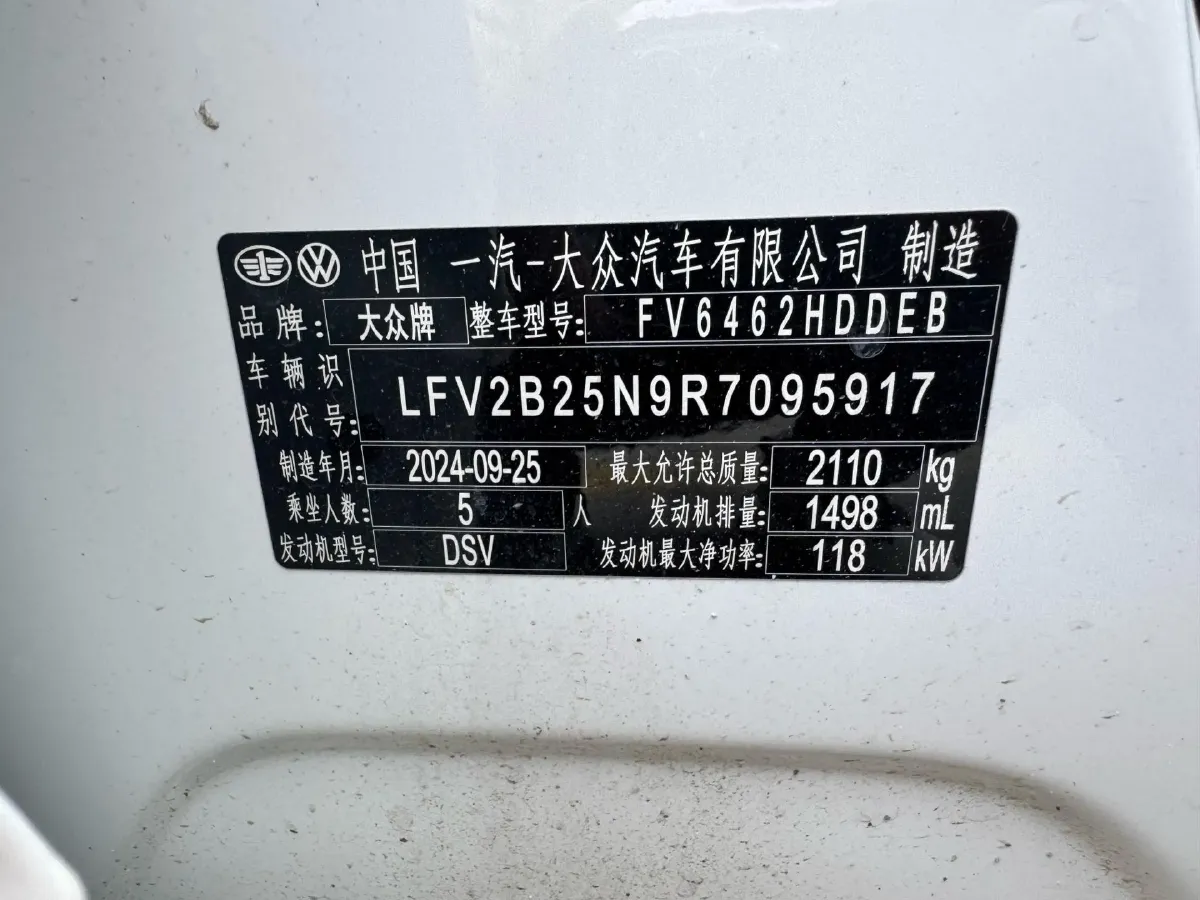 中国 一汽-大众汽车有限公司 制造
品牌: 大众牌 整车型号: FV6462HDDEB
车辆识别代号: LFV2B25N9R7095917
制造年月: 2024-09-25 最大允许总质量: 2110 kg
乘坐人数: 5 人 发动机排量: 1498 mL
发动机型号: DSV 发动机最大净功率: 118 kW